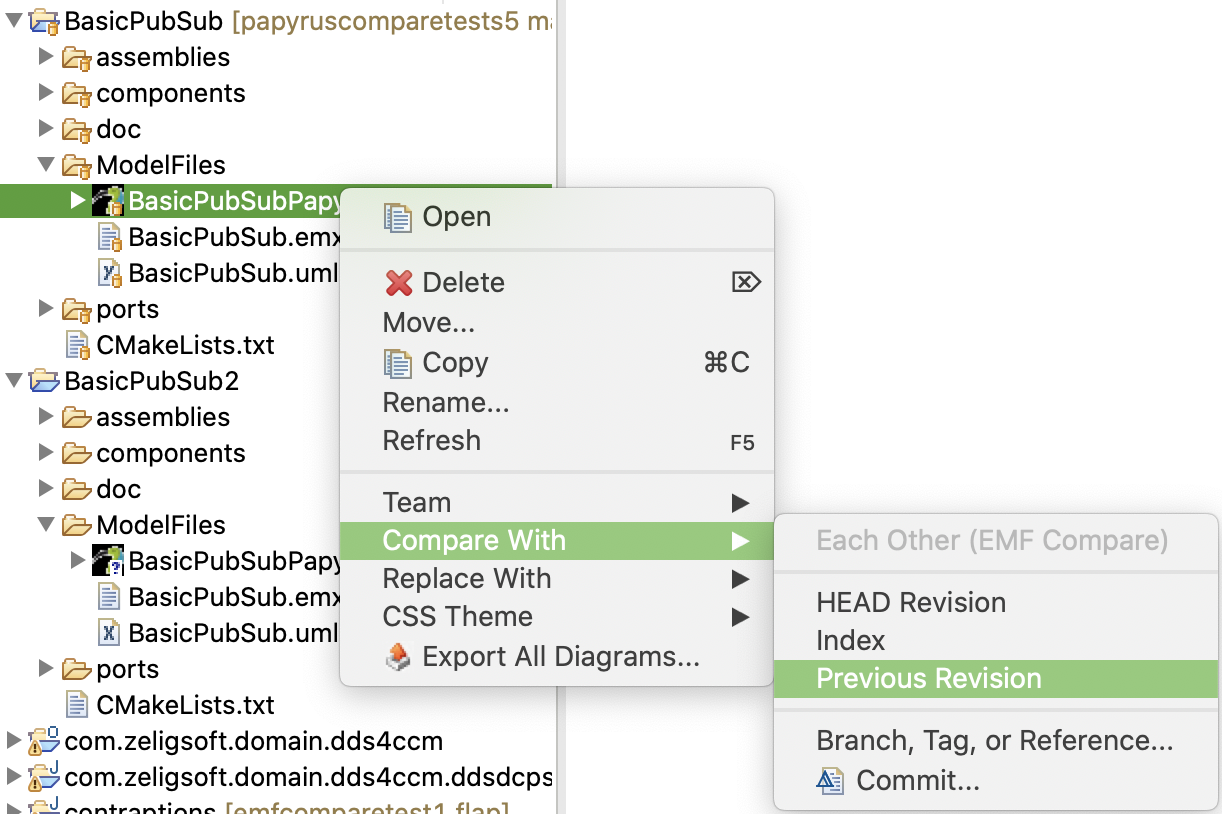 BasicPubSub [papyruscomparetests5 ma
assemblies
components
doc
ModelFiles
BasicPubSubPapy
BasicPubSub.emx
BasicPubSub.uml
ports
CMakeLists.txt
BasicPubSub2
assemblies
components
doc
ModelFiles
BasicPubSubPapy
BasicPubSub.emx
BasicPubSub.uml
ports
CMakeLists.txt
com.zeligsoft.domain.dds4ccm
com.zeligsoft.domain.dds4ccm.ddsdcps
contraptions [emfcomparetest1 flap]
Open
Delete ⌦
Move...
Copy ⌘C
Rename...
Refresh F5
Team
Compare With
Replace With
CSS Theme
Export All Diagrams...
Each Other (EMF Compare)
HEAD Revision
Index
Previous Revision
Branch, Tag, or Reference...
Commit...